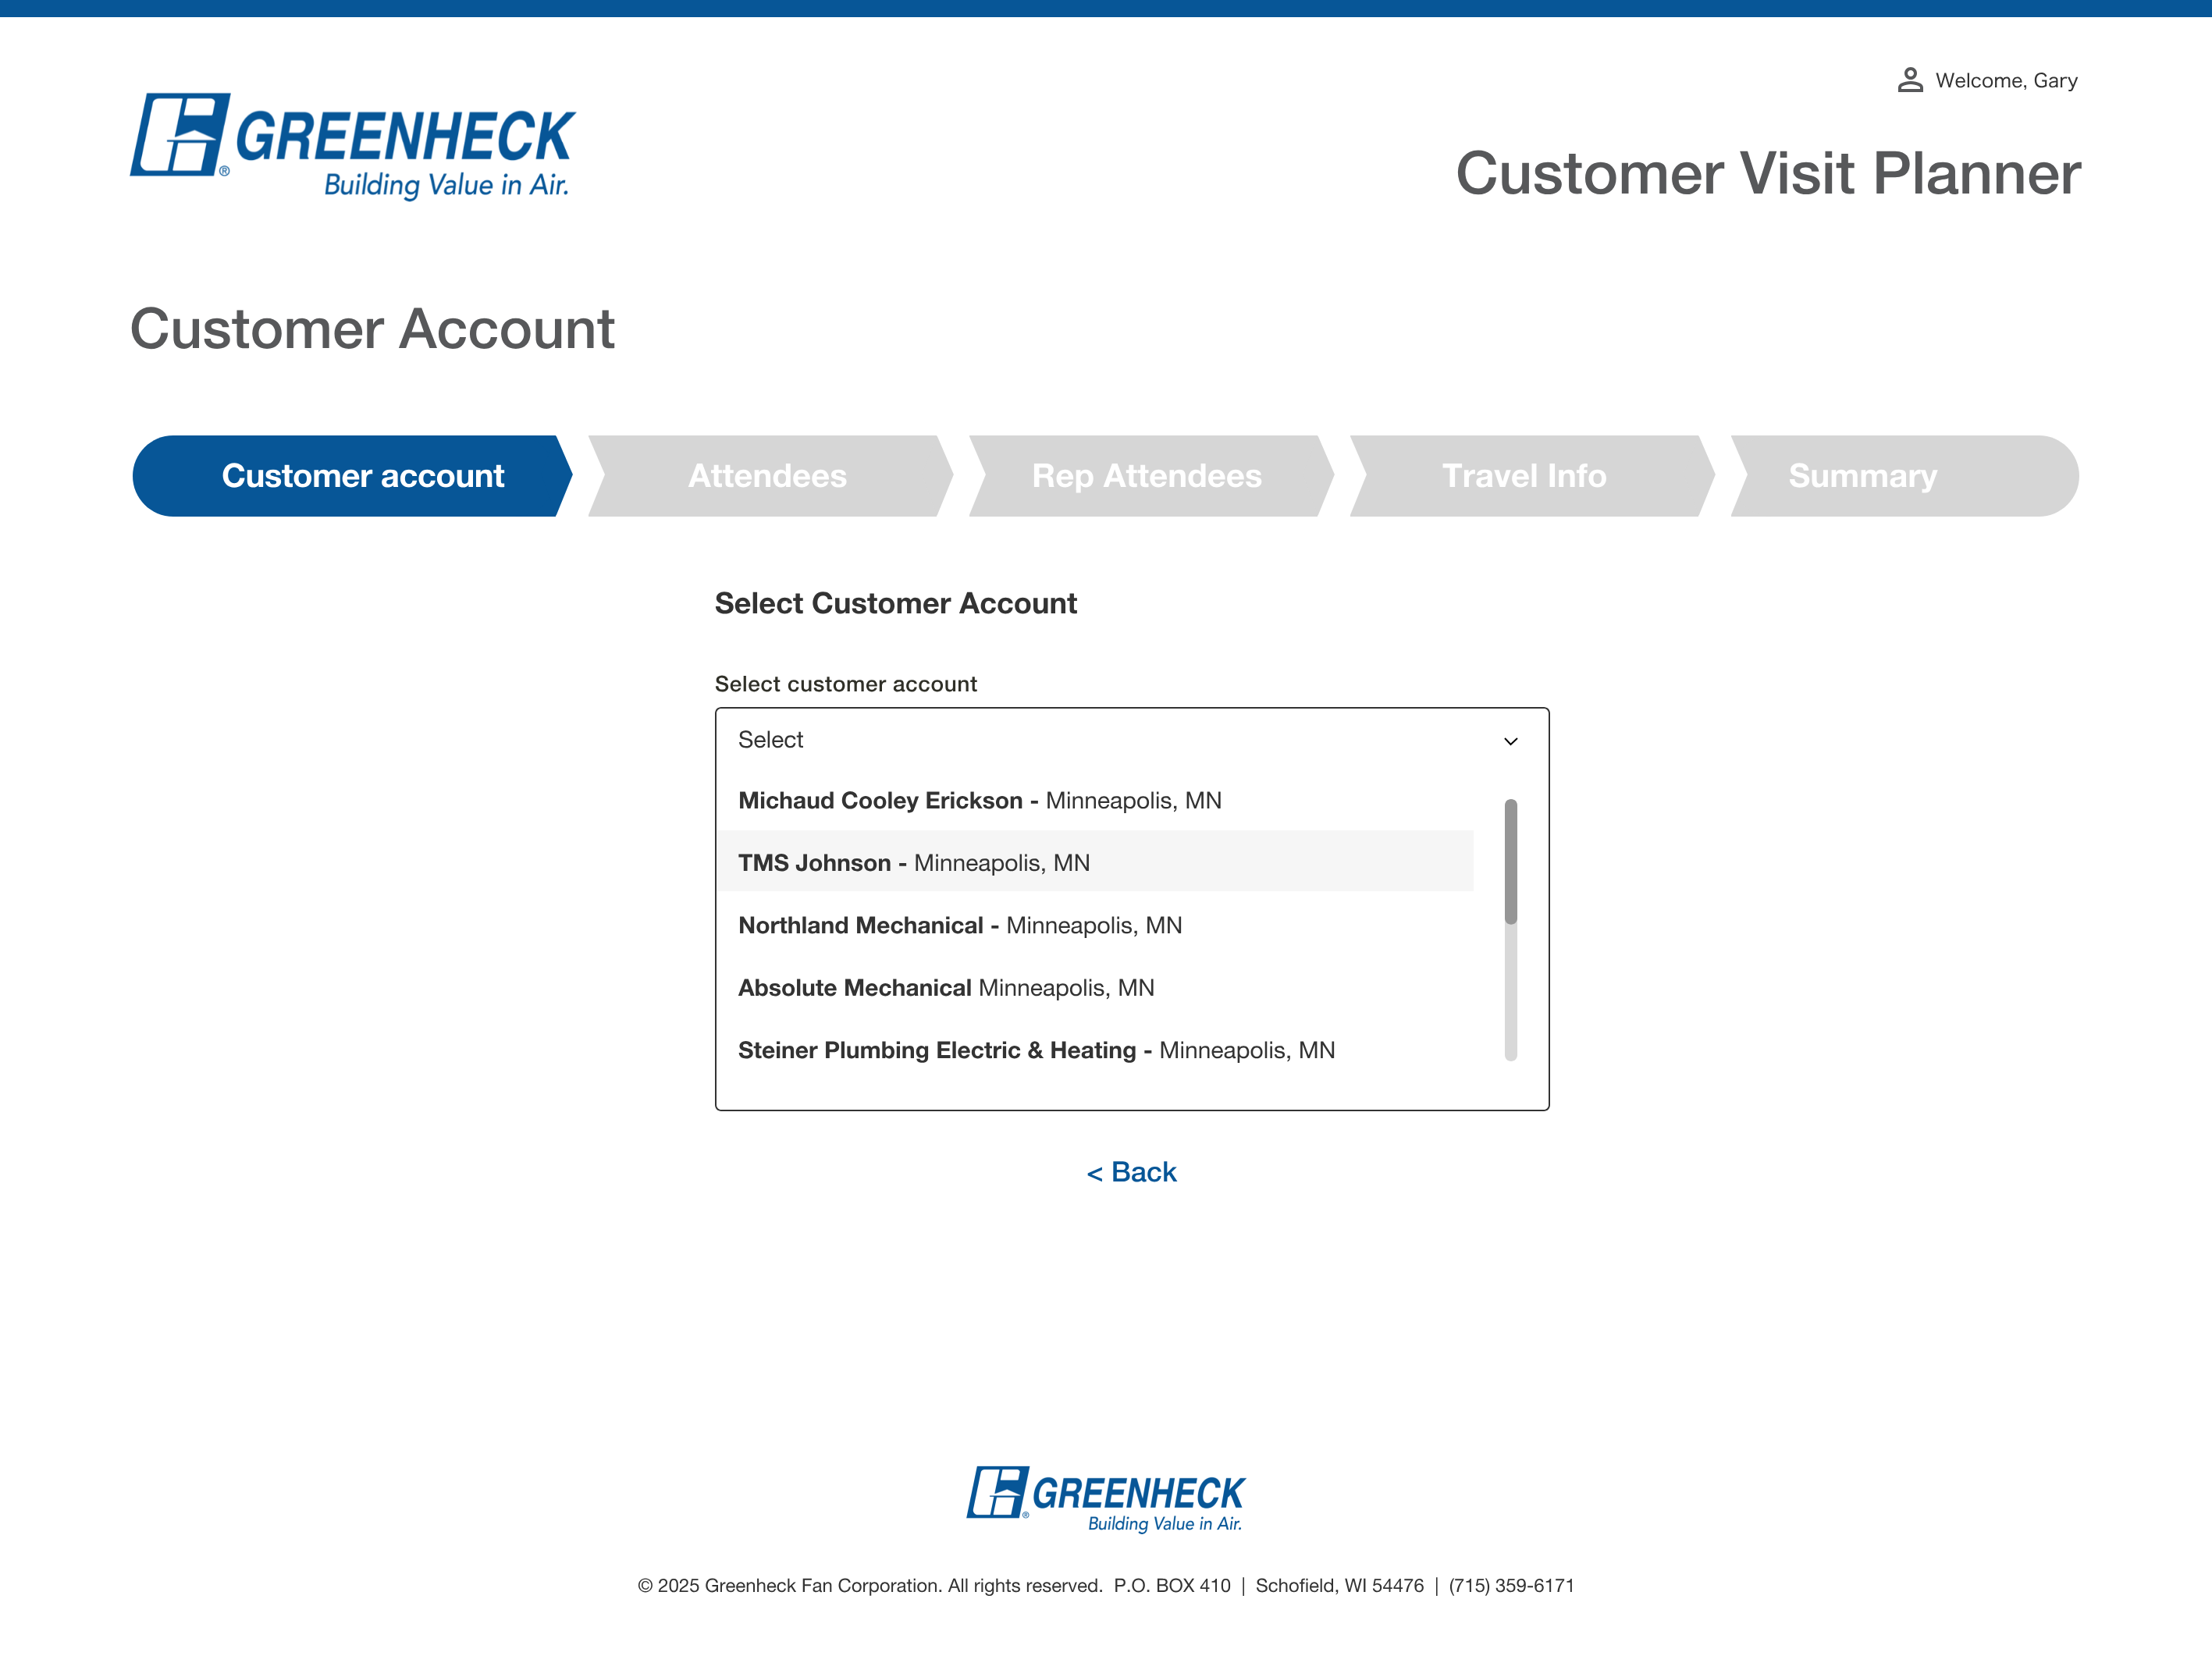 Welcome, Gary
GREENHECK
Building Value in Air.
®
Customer Visit Planner
Customer Account
Customer account
Attendees
Rep Attendees
Travel Info
Summary
Select Customer Account
Select customer account
Select
Michaud Cooley Erickson - Minneapolis, MN
TMS Johnson - Minneapolis, MN
Northland Mechanical - Minneapolis, MN
Absolute Mechanical Minneapolis, MN
Steiner Plumbing Electric & Heating - Minneapolis, MN
< Back
GREENHECK
®
Building Value in Air.
© 2025 Greenheck Fan Corporation. All rights reserved. P.O. BOX 410 | Schofield, WI 54476 | (715) 359-6171